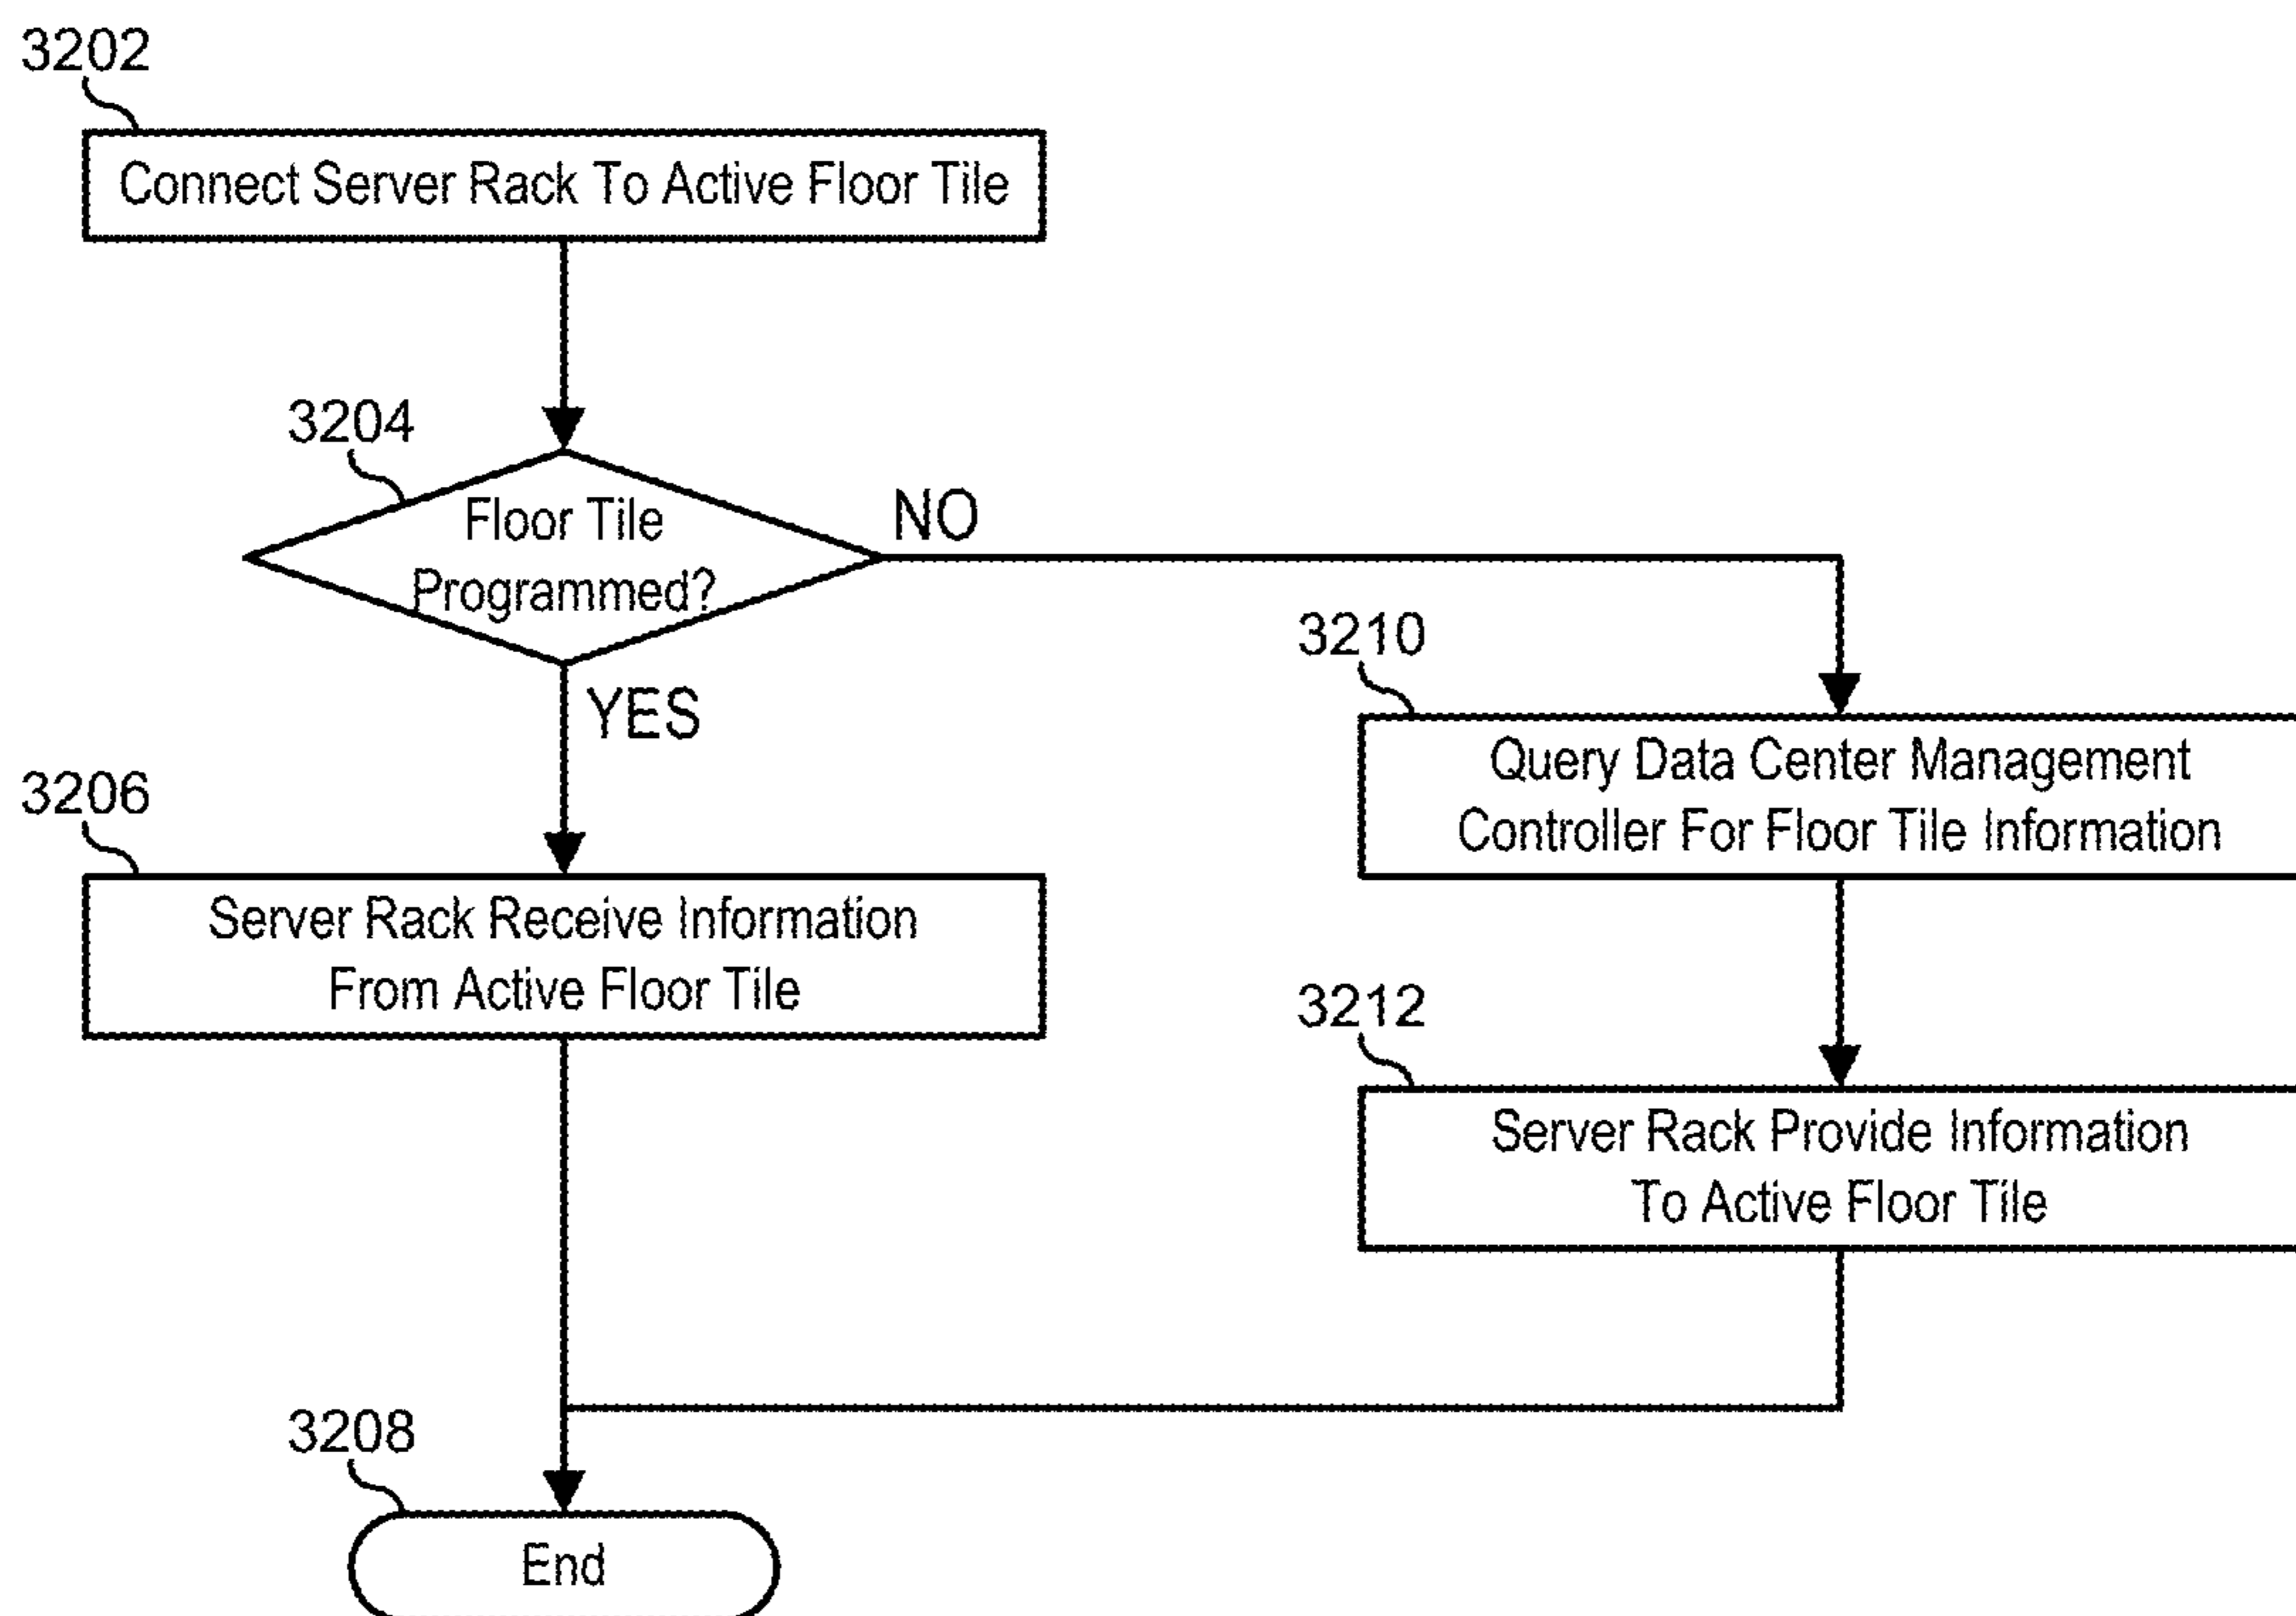 3202
Connect Server Rack To Active Floor Tile
3204
Floor Tile
Programmed?
NO
YES
3206
Server Rack Receive Information
From Active Floor Tile
3210
Query Data Center Management
Controller For Floor Tile Information
3212
Server Rack Provide Information
To Active Floor Tile
3208
End